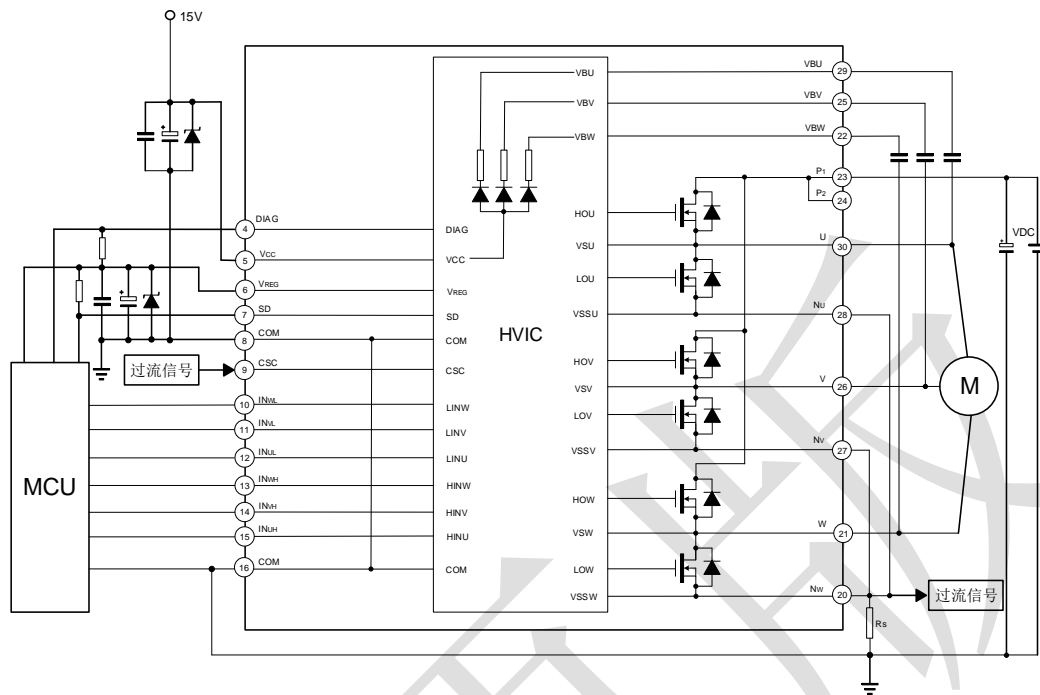 15V
VBU
29
VBU
VBV
25
VBV
VBW
22
VBW
P1
23
P2
24
VDC
HOU
DIAG
4
DIAG
U
30
VSU
VCC
5
VCC
LOU
VREG
6
VREG
NU
28
VSSU
SD
7
SD
HVIC
COM
8
COM
过流信号
CSC
9
CSC
HOV
V
26
VSV
M
INWL
10
LINW
LOV
INVL
11
LINV
NV
27
VSSV
INUL
12
LINU
MCU
INWH
13
HINW
HOW
INVH
14
HINV
W
21
VSW
INUH
15
HINU
COM
16
COM
LOW
NW
20
VSSW
过流信号
RS